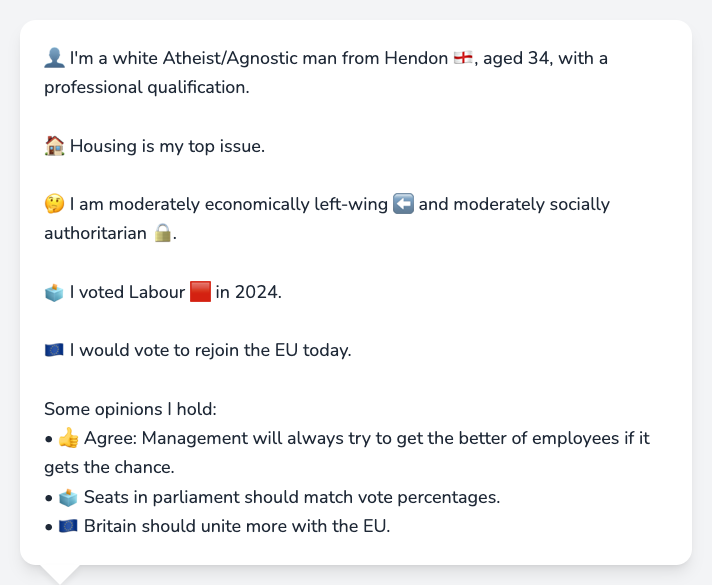 👤 I'm a white Atheist/Agnostic man from Hendon 🏴󠁧󠁢󠁥󠁮󠁧󠁿, aged 34, with a
professional qualification.
🏠 Housing is my top issue.
🤔 I am moderately economically left-wing ⬅️ and moderately socially
authoritarian 🔒.
🗳️ I voted Labour 🟥 in 2024.
🇪🇺 I would vote to rejoin the EU today.
Some opinions I hold:
• 👍 Agree: Management will always try to get the better of employees if it
gets the chance.
• 🗳️ Seats in parliament should match vote percentages.
• 🇪🇺 Britain should unite more with the EU.